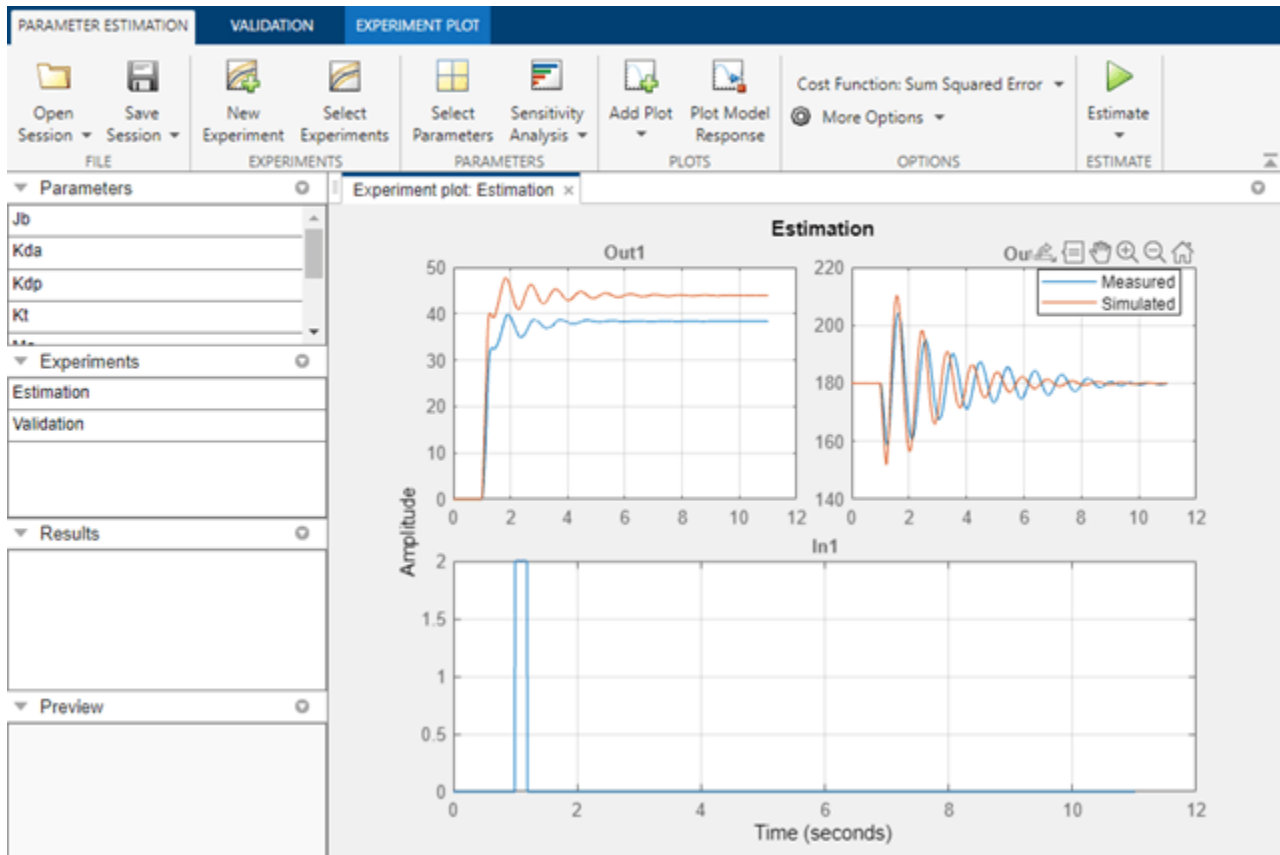 PARAMETER ESTIMATION VALIDATION EXPERIMENT PLOT
Open Session Save Session
FILE
New Experiment Select Experiments
EXPERIMENTS
Select Parameters Sensitivity Analysis
PARAMETERS
Add Plot Plot Model Response
PLOTS
Cost Function: Sum Squared Error
More Options
OPTIONS
Estimate
ESTIMATE
Parameters
Jb
Kda
Kdp
Kt
Experiments
Estimation
Validation
Results
Preview
Experiment plot: Estimation ×
Estimation
Out1
50
40
30
20
10
0
0 2 4 6 8 10 12
Measured
Simulated
220
200
180
160
140
0 2 4 6 8 10 12
Amplitude
In1
2
1.5
1
0.5
0
0 2 4 6 8 10 12
Time (seconds)